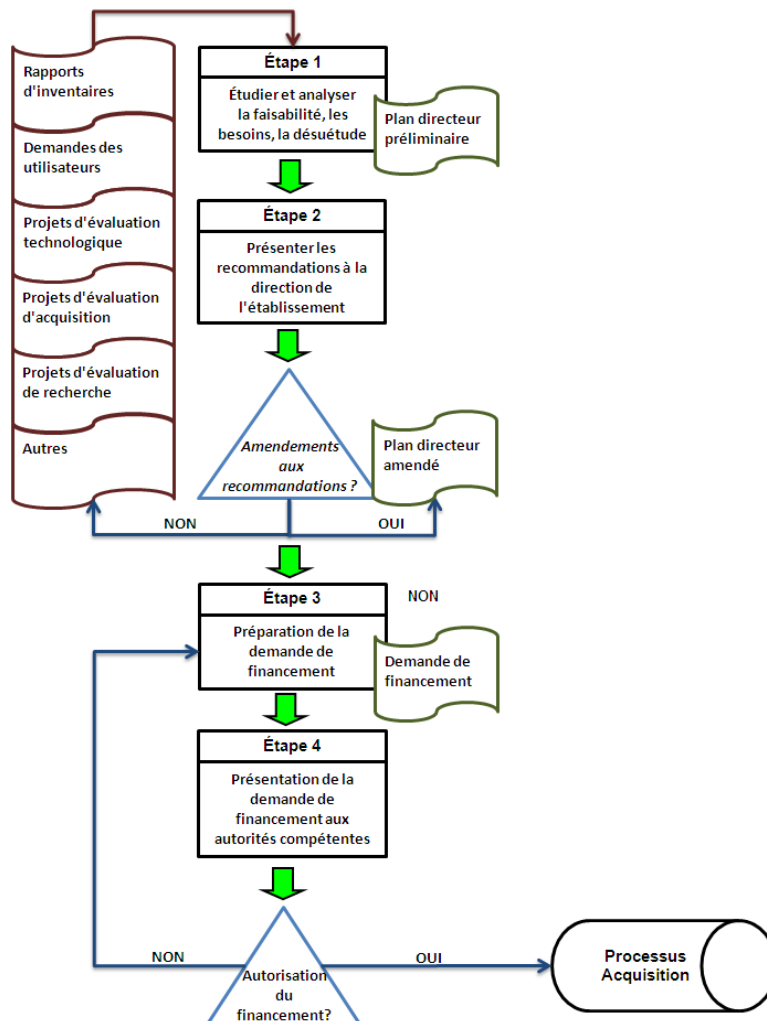 Rapports
d'inventaires
Demandes des
utilisateurs
Projets d'évaluation
technologique
Projets d'évaluation
d'acquisition
Projets d'évaluation
de recherche
Autres
Étape 1
Étudier et analyser
la faisabilité, les
besoins, la désuétude
Plan directeur
préliminaire
Étape 2
Présenter les
recommandations à la
direction de
l'établissement
Amendements
aux
recommandations ?
Plan directeur
amendé
NON
OUI
Étape 3
NON
Préparation de la
demande de
financement
Demande de
financement
Étape 4
Présentation de la
demande de
financement aux
autorités compétentes
NON
OUI
Autorisation
du
financement?
Processus
Acquisition